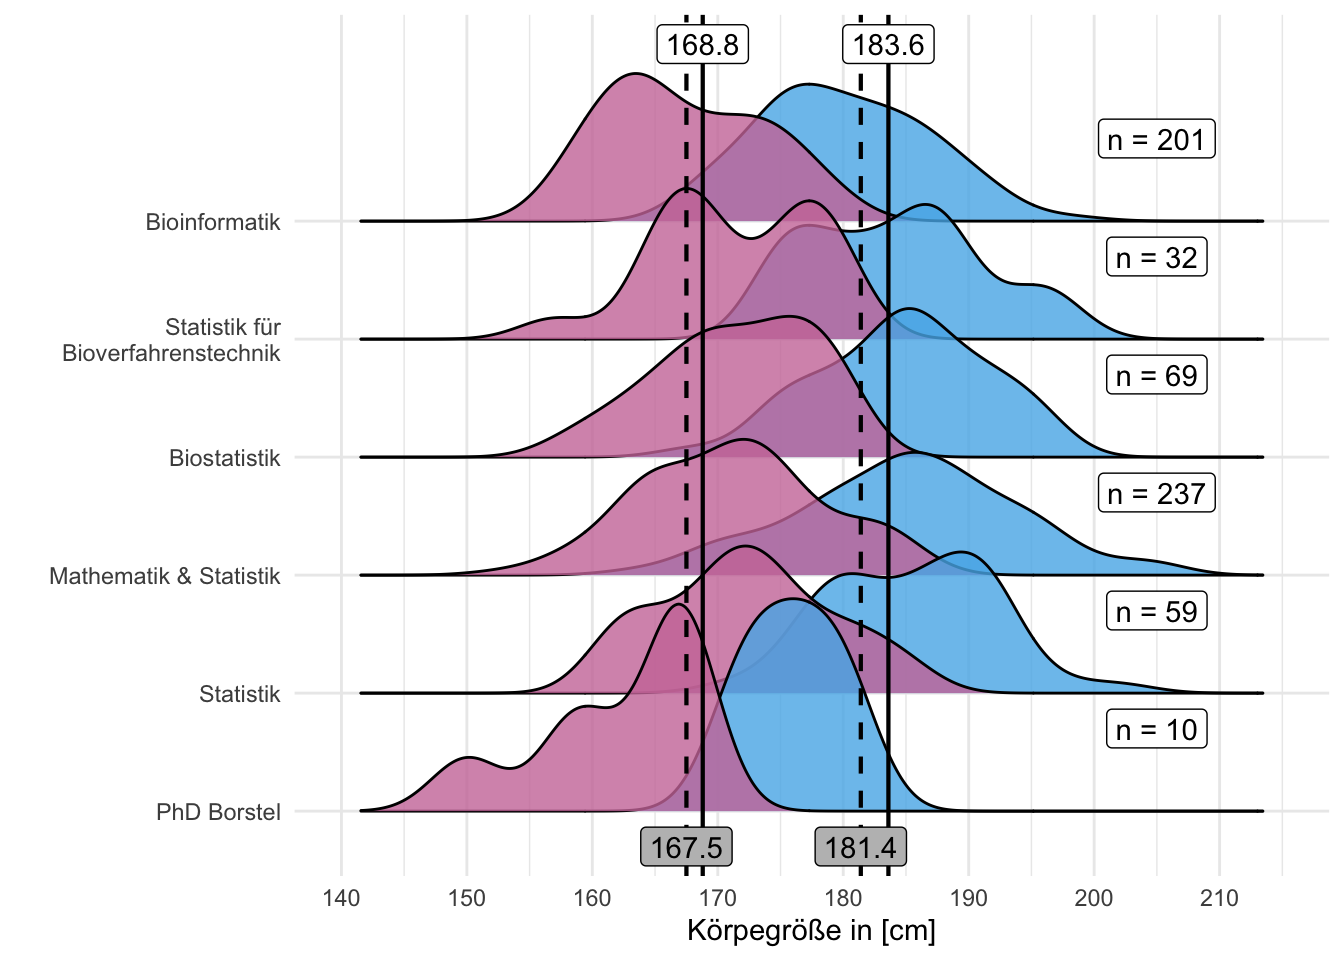 168.8
183.6
n = 201
Bioinformatik
n = 32
Statistik für
Bioverfahrenstechnik
n = 69
Biostatistik
n = 237
Mathematik & Statistik
n = 59
Statistik
n = 10
PhD Borstel
167.5
181.4
140
150
160
170
180
190
200
210
Körpegröße in [cm]